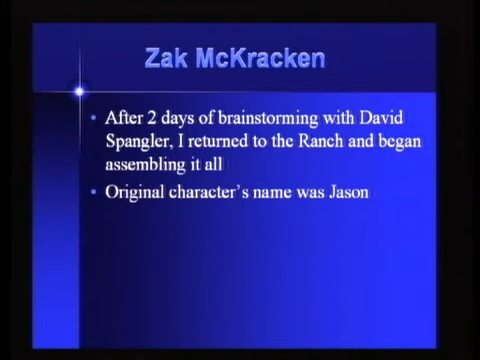 Zak McKracken
• After 2 days of brainstorming with David
Spangler, I returned to the Ranch and began
assembling it all
• Original character's name was Jason